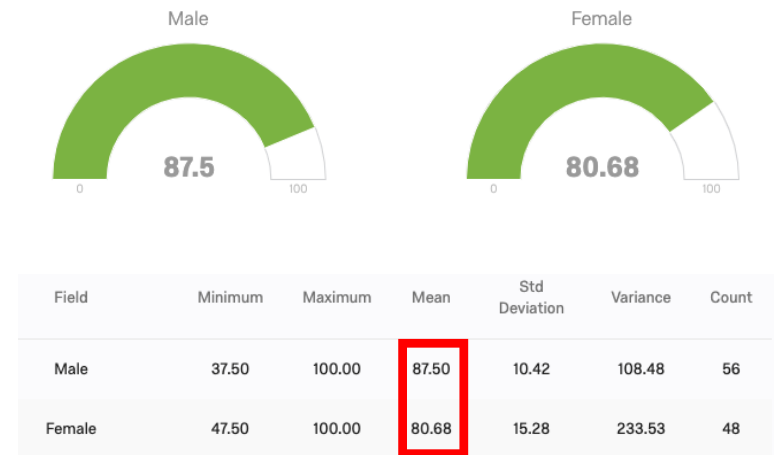 Male Female
87.5 80.68
0 100 0 100
Field Minimum Maximum Mean Std Deviation Variance Count
Male 37.50 100.00 87.50 10.42 108.48 56
Female 47.50 100.00 80.68 15.28 233.53 48